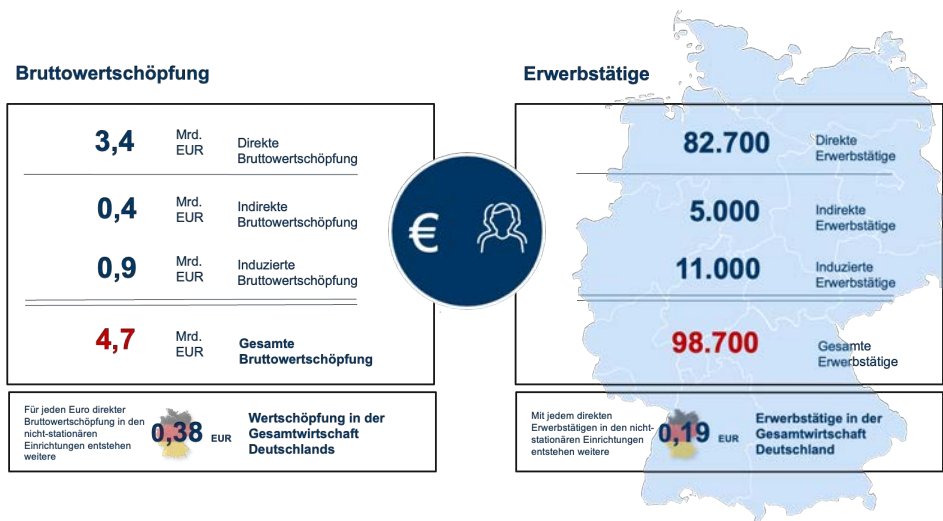 Bruttowertschöpfung
3,4
Mrd.
EUR
Direkte
Bruttowertschöpfung
0,4
Mrd.
EUR
Indirekte
Bruttowertschöpfung
0,9
Mrd.
EUR
Induzierte
Bruttowertschöpfung
4,7
Mrd.
EUR
Gesamte
Bruttowertschöpfung
Für jeden Euro direkter
Bruttowertschöpfung in den
nicht-stationären
Einrichtungen entstehen
weitere
0,38 EUR
Wertschöpfung in der
Gesamtwirtschaft
Deutschlands
€
Erwerbstätige
82.700
Direkte
Erwerbstätige
5.000
Indirekte
Erwerbstätige
11.000
Induzierte
Erwerbstätige
98.700
Gesamte
Erwerbstätige
Mit jedem direkten
Erwerbstätigen in den nicht-
stationären Einrichtungen
entstehen weitere
0,19 EUR
Erwerbstätige in der
Gesamtwirtschaft
Deutschland